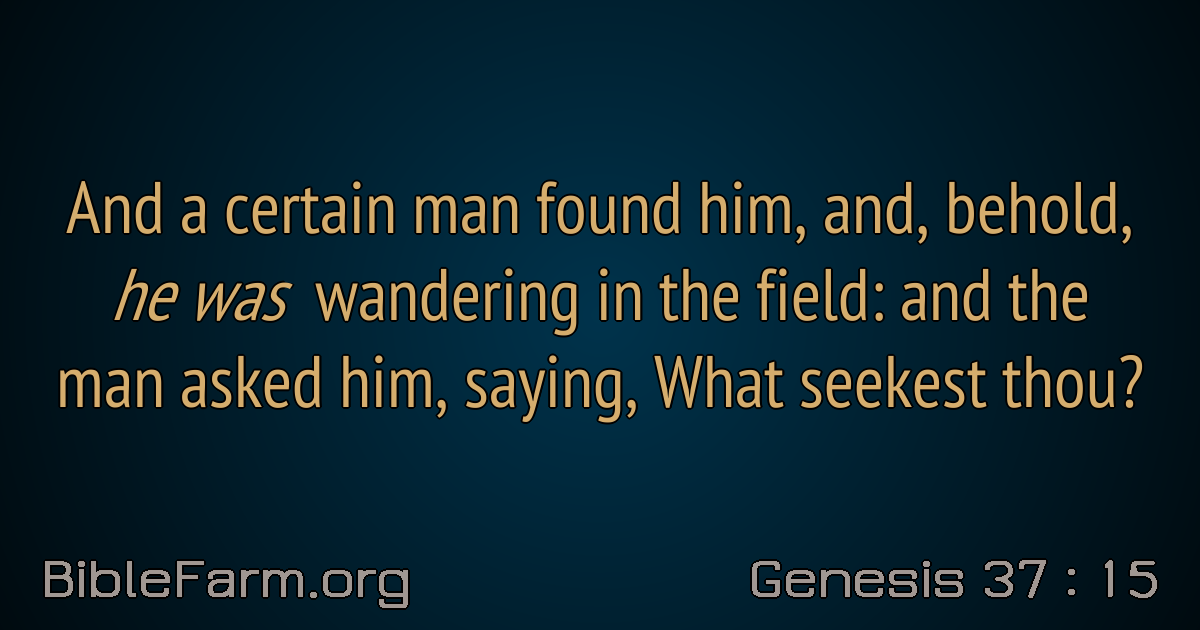 And a certain man found him, and, behold,
he was wandering in the field: and the
man asked him, saying, What seekest thou?
BibleFarm.org
Genesis 37 : 15